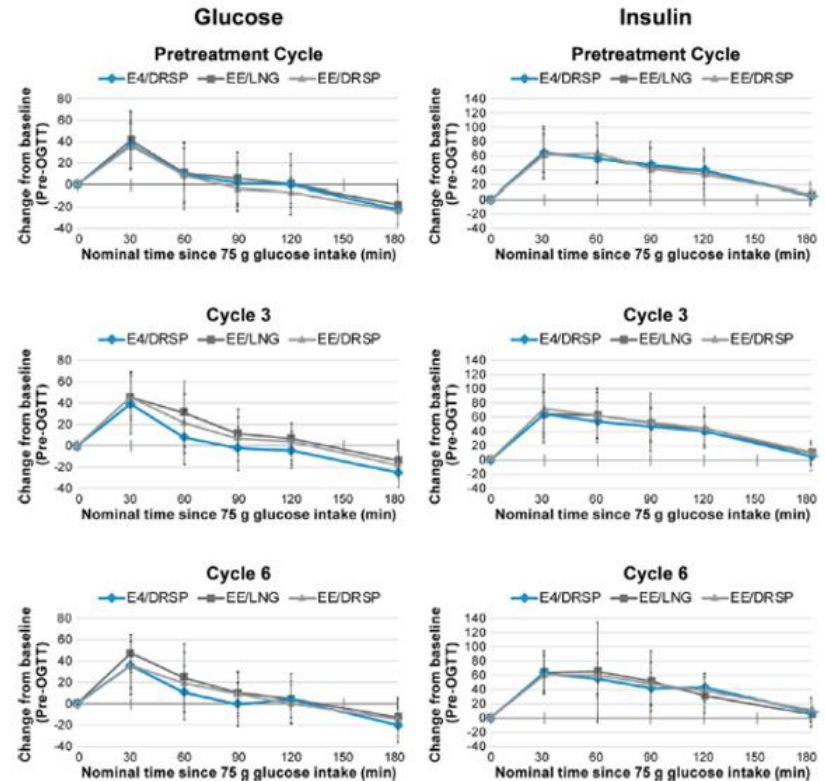 Glucose
Pretreatment Cycle
E4/DRSP EE/LNG EE/DRSP
Change from baseline
(Pre-OGTT)
80
60
40
20
0
-20
-40
0 30 60 90 120 150 180
Nominal time since 75 g glucose intake (min)
Cycle 3
E4/DRSP EE/LNG EE/DRSP
Change from baseline
(Pre-OGTT)
80
60
40
20
0
-20
-40
0 30 60 90 120 150 180
Nominal time since 75 g glucose intake (min)
Cycle 6
E4/DRSP EE/LNG EE/DRSP
Change from baseline
(Pre-OGTT)
80
60
40
20
0
-20
-40
0 30 60 90 120 150 180
Nominal time since 75 g glucose intake (min)
Insulin
Pretreatment Cycle
E4/DRSP EE/LNG EE/DRSP
Change from baseline
(Pre-OGTT)
140
120
100
80
60
40
20
0
-20
-40
0 30 60 90 120 150 180
Nominal time since 75 g glucose intake (min)
Cycle 3
E4/DRSP EE/LNG EE/DRSP
Change from baseline
(Pre-OGTT)
140
120
100
80
60
40
20
0
-20
-40
0 30 60 90 120 150 180
Nominal time since 75 g glucose intake (min)
Cycle 6
E4/DRSP EE/LNG EE/DRSP
Change from baseline
(Pre-OGTT)
140
120
100
80
60
40
20
0
-20
-40
0 30 60 90 120 150 180
Nominal time since 75 g glucose intake (min)